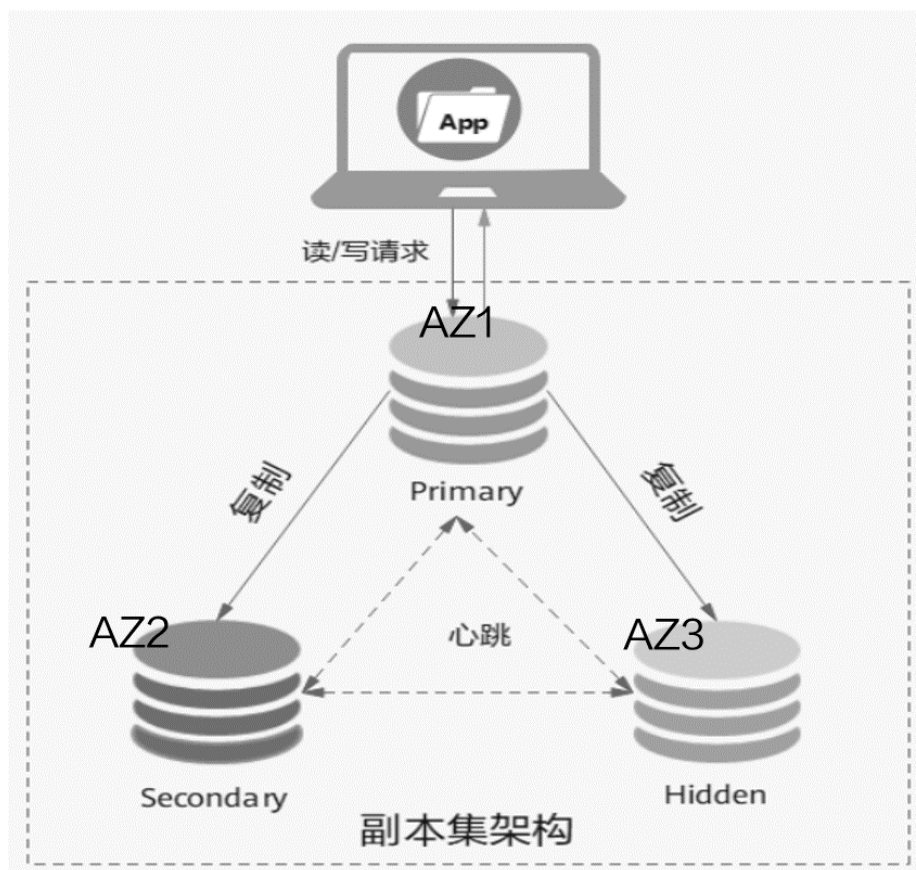 App
读/写请求
AZ1
Primary
复制
复制
AZ2
心跳
AZ3
Secondary
Hidden
副本集架构